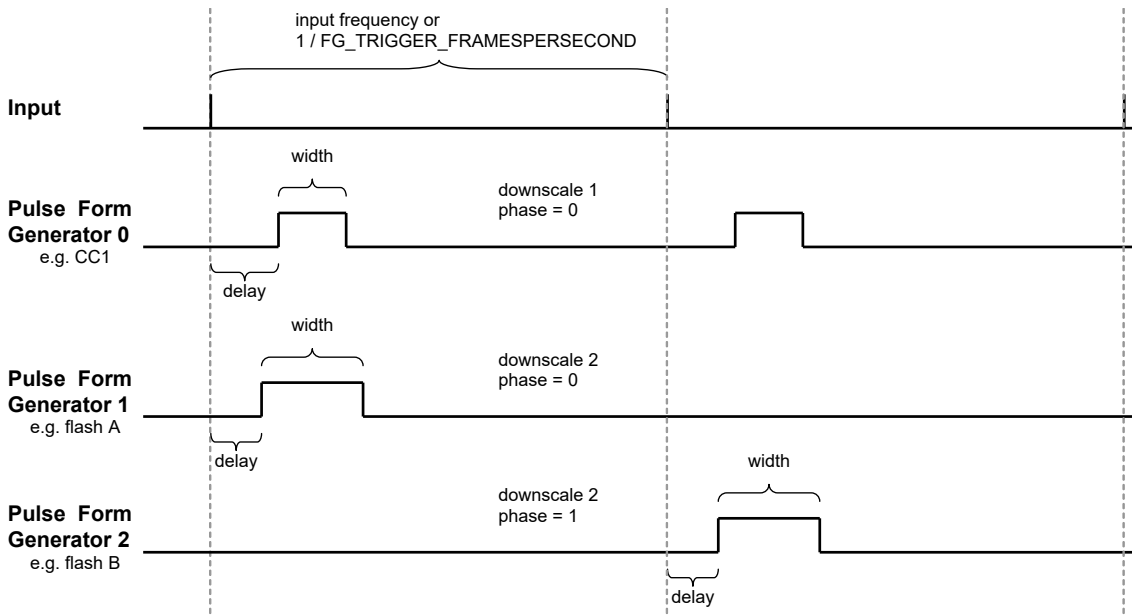 input frequency or
1 / FG_TRIGGER_FRAMESPERSECOND
Input
width
downscale 1
phase = 0
Pulse Form
Generator 0
e.g. CC1
delay
width
downscale 2
phase = 0
Pulse Form
Generator 1
e.g. flash A
delay
width
downscale 2
phase = 1
Pulse Form
Generator 2
e.g. flash B
delay